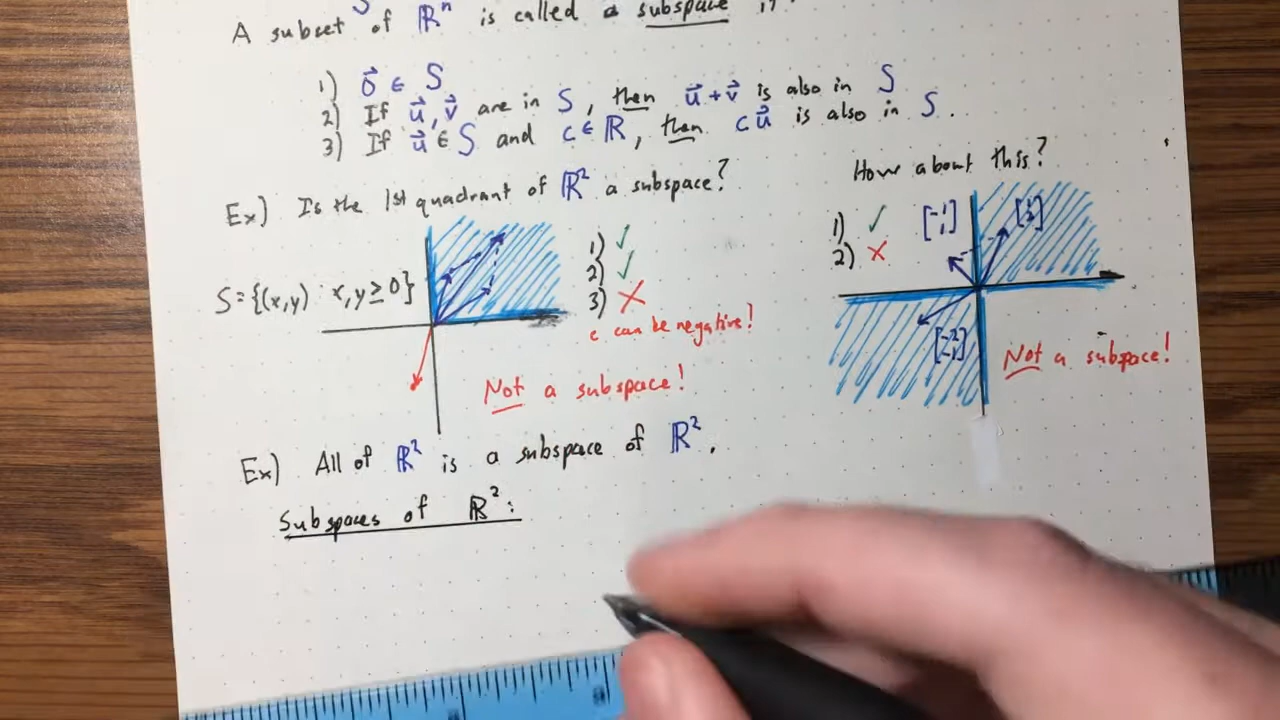 A subset S of ℝⁿ is called a subspace if:
1) 0⃗ ∈ S
2) If u⃗, v⃗ are in S, then u⃗ + v⃗ is also in S
3) If u⃗ ∈ S and c ∈ ℝ, then c u⃗ is also in S.
Ex) Is the 1st quadrant of ℝ² a subspace?
S = {(x,y) : x, y ≥ 0}
1) ✓
2) ✓
3) ✗
c can be negative!
Not a subspace!
How about this?
1) ✓
2) ✗
[-1 1]
[1 2]
[-2 -1]
Not a subspace!
Ex) All of ℝ² is a subspace of ℝ².
Subspaces of ℝ²:
8